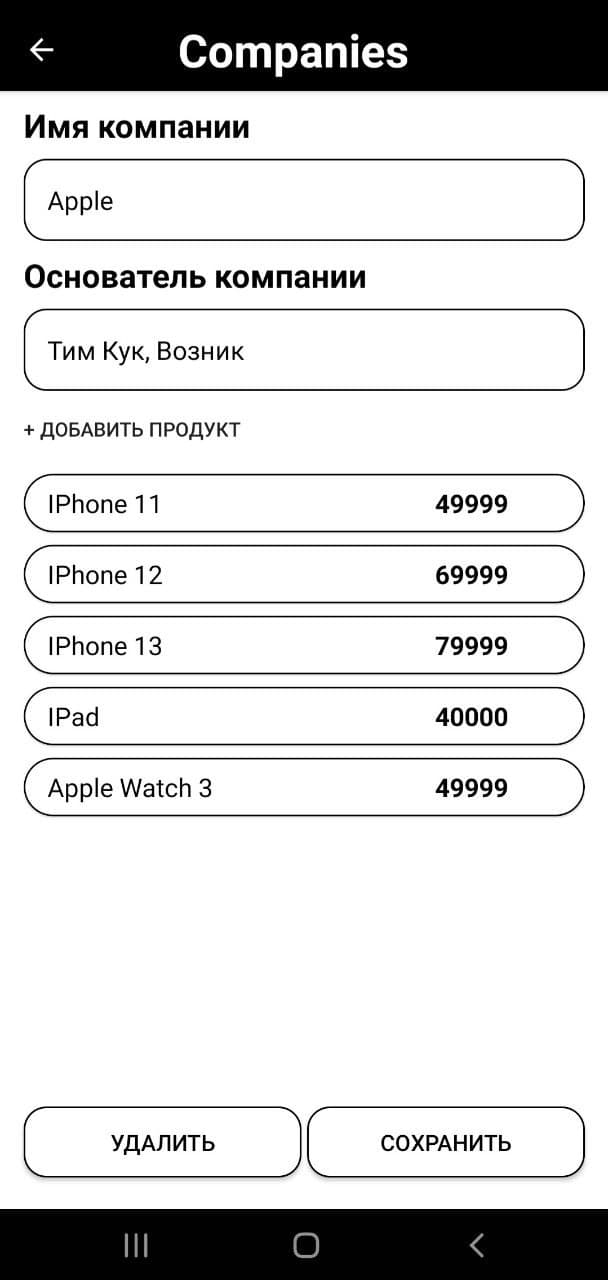 Companies
Имя компании
Apple
Основатель компании
Тим Кук, Возник
+ ДОБАВИТЬ ПРОДУКТ
IPhone 11 49999
IPhone 12 69999
IPhone 13 79999
IPad 40000
Apple Watch 3 49999
УДАЛИТЬ СОХРАНИТЬ